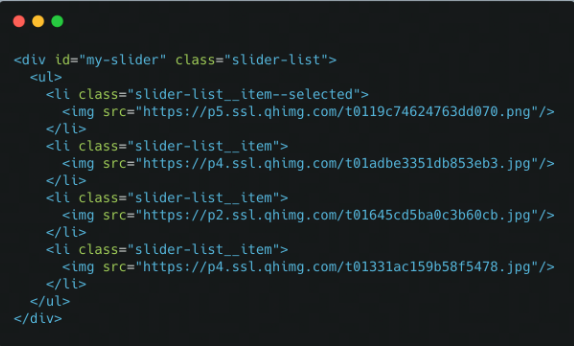 <div id="my-slider" class="slider-list">
  <ul>
    <li class="slider-list__item--selected">
      <img src="https://p5.ssl.qhimg.com/t0119c74624763dd070.png"/>
    </li>
    <li class="slider-list__item">
      <img src="https://p4.ssl.qhimg.com/t01adbe3351db853eb3.jpg"/>
    </li>
    <li class="slider-list__item">
      <img src="https://p2.ssl.qhimg.com/t01645cd5ba0c3b60cb.jpg"/>
    </li>
    <li class="slider-list__item">
      <img src="https://p4.ssl.qhimg.com/t01331ac159b58f5478.jpg"/>
    </li>
  </ul>
</div>